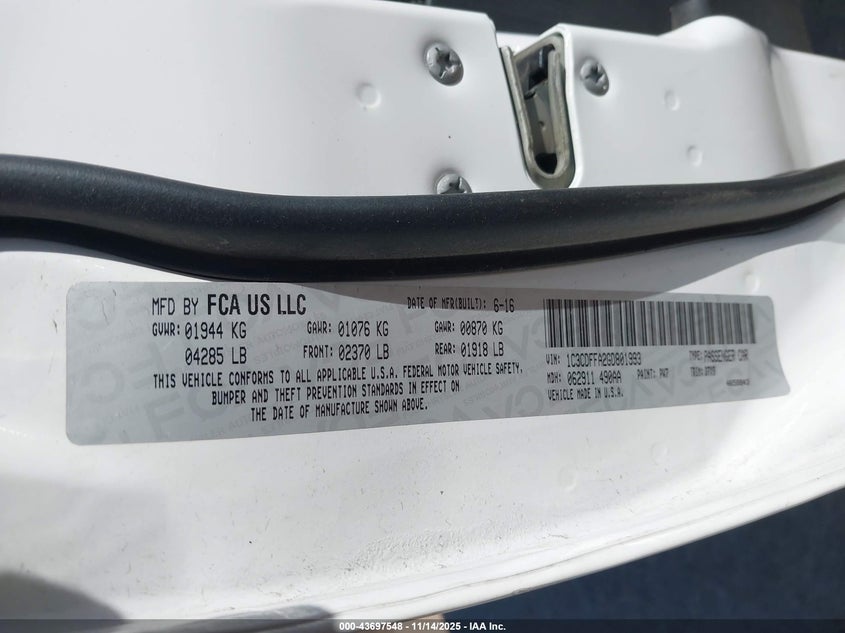 MFD BY FCA US LLC DATE OF MFR(BUILT): 6-16
GVWR: 01944 KG GAWR: 01076 KG GAWR: 00870 KG
04285 LB FRONT: 02370 LB REAR: 01918 LB
THIS VEHICLE CONFORMS TO ALL APPLICABLE U.S.A. FEDERAL MOTOR VEHICLE SAFETY,
BUMPER AND THEFT PREVENTION STANDARDS IN EFFECT ON
THE DATE OF MANUFACTURE SHOWN ABOVE.
VIN: 1C3CDFFA2GD801993 TYPE: PASSENGER CAR
MDH: 062911 490AA PAINT: PW7 TRIM:
VEHICLE MADE IN U.S.A.
000-43697548 - 11/14/2025 - IAA Inc.